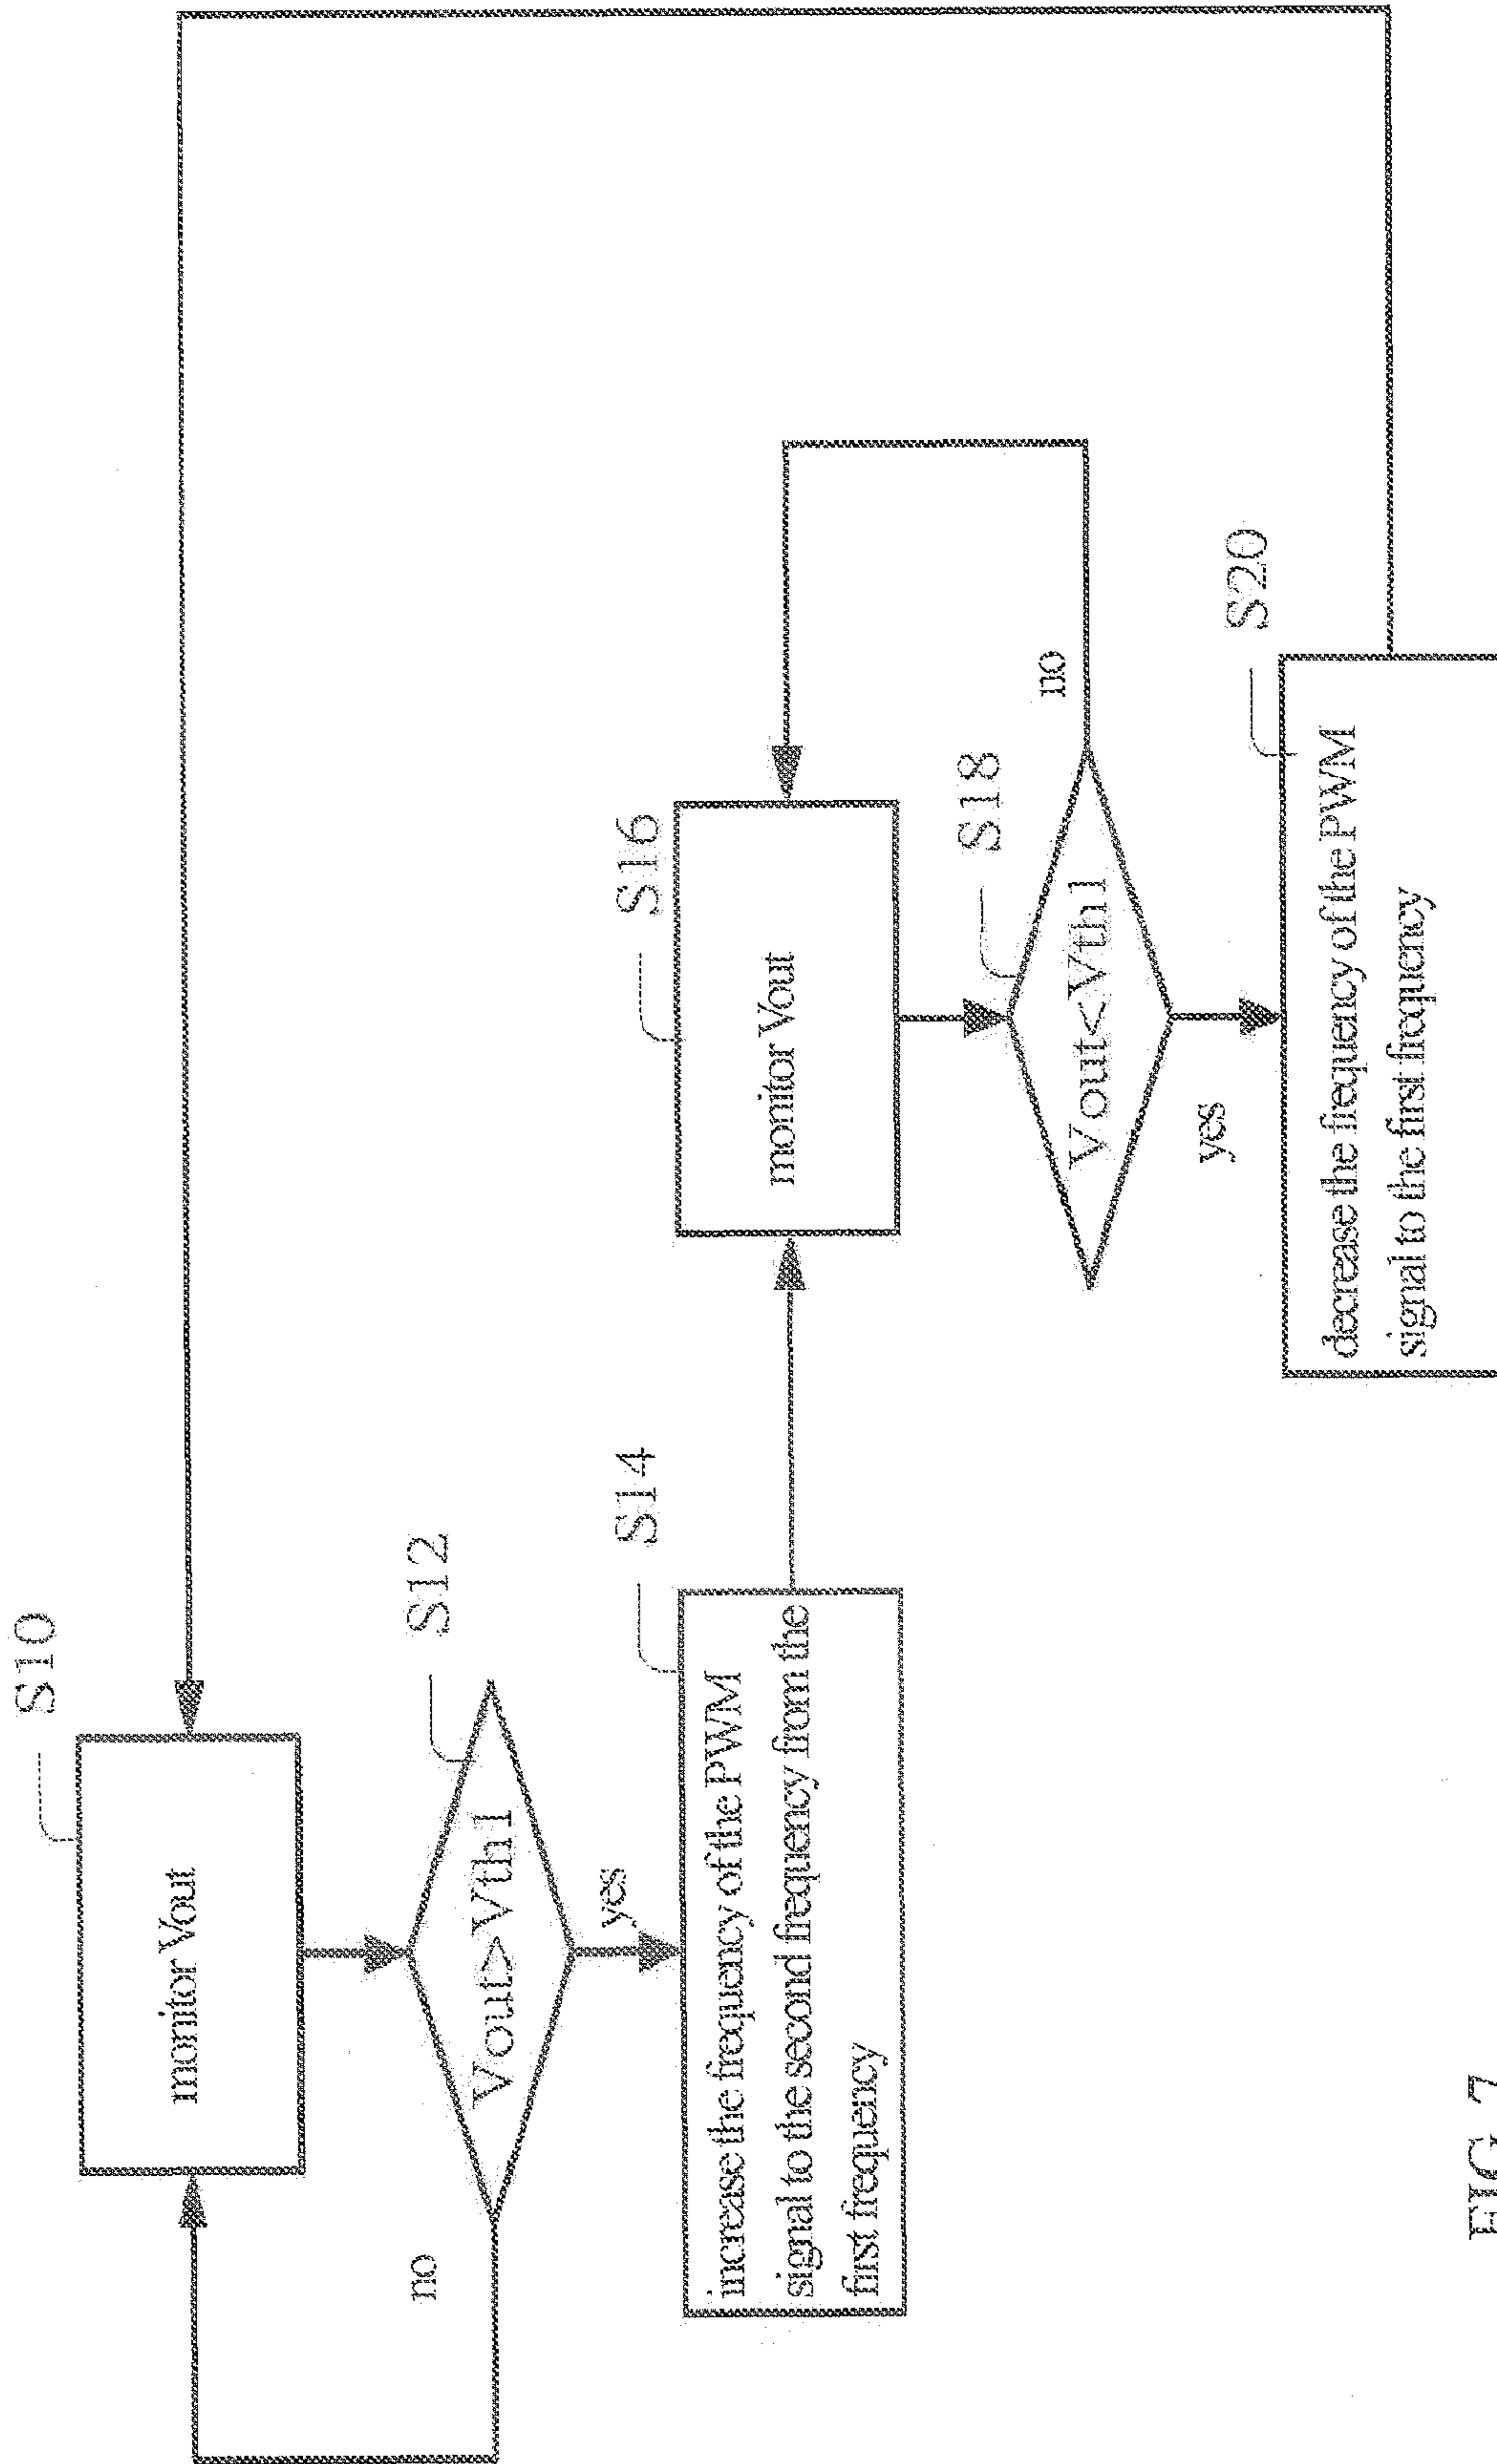 S10
monitor Vout
S12
Vout>Vth1
no
yes
S14
increase the frequency of the PWM
signal to the second frequency from the
first frequency
S16
monitor Vout
S18
Vout<Vth1
no
yes
S20
decrease the frequency of the PWM
signal to the first frequency
FIG 7